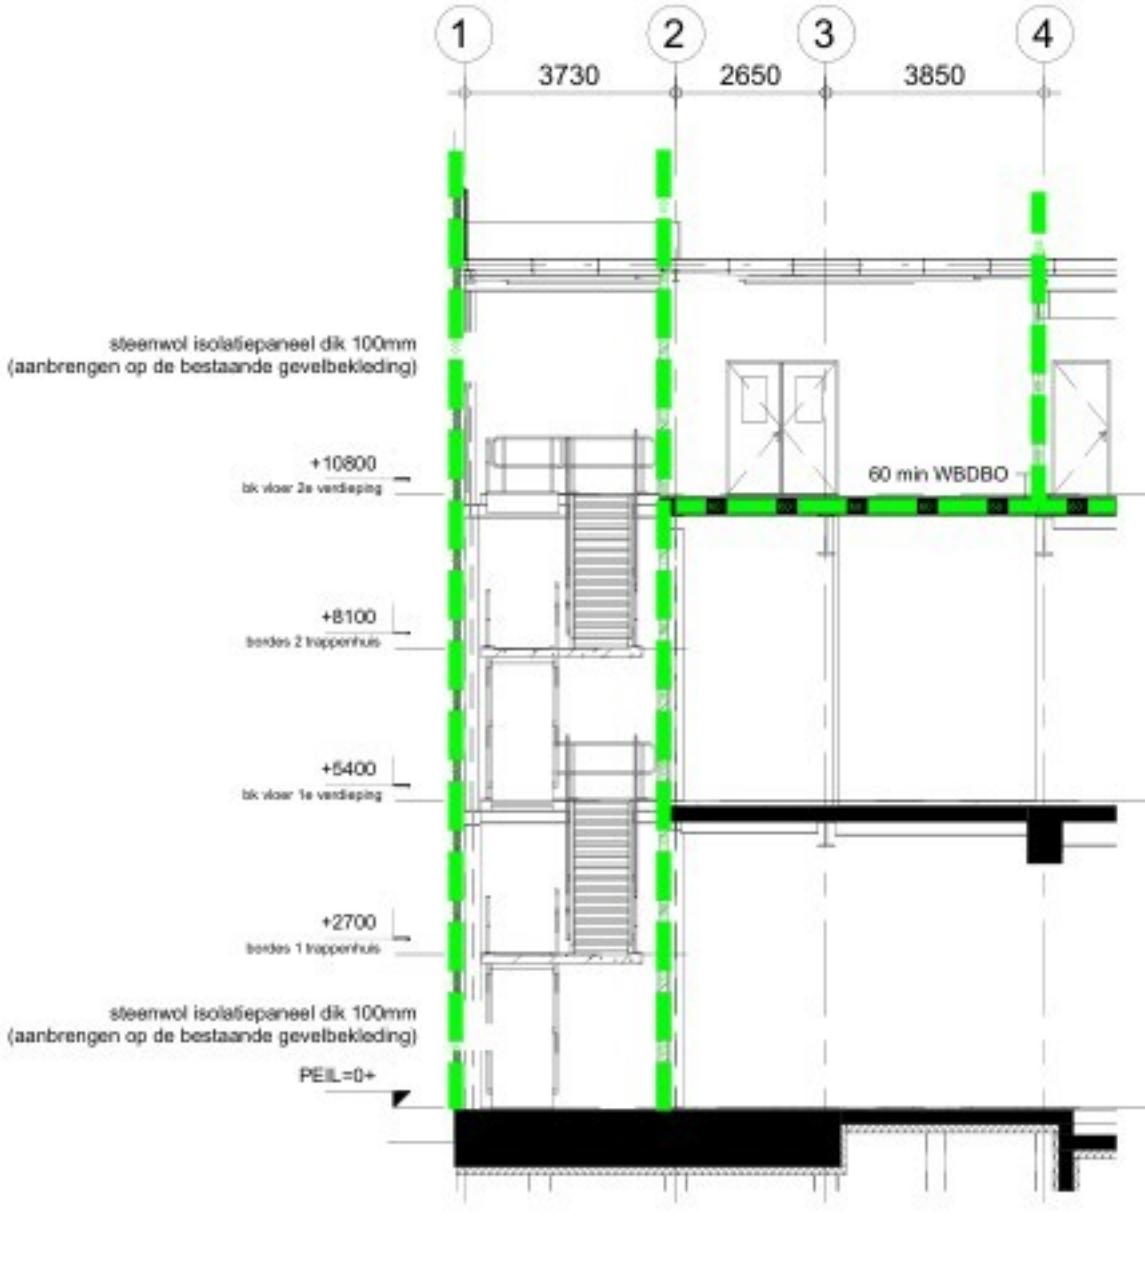 1 2 3 4
3730 2650 3850
steenwol isolatiepaneel dik 100mm
(aanbrengen op de bestaande gevelbekleding)
+10800
bk vloer 2e verdieping
60 min WBDBO
+8100
bordes 2 trappenhuis
+5400
bk vloer 1e verdieping
+2700
bordes 1 trappenhuis
steenwol isolatiepaneel dik 100mm
(aanbrengen op de bestaande gevelbekleding)
PEIL=0+